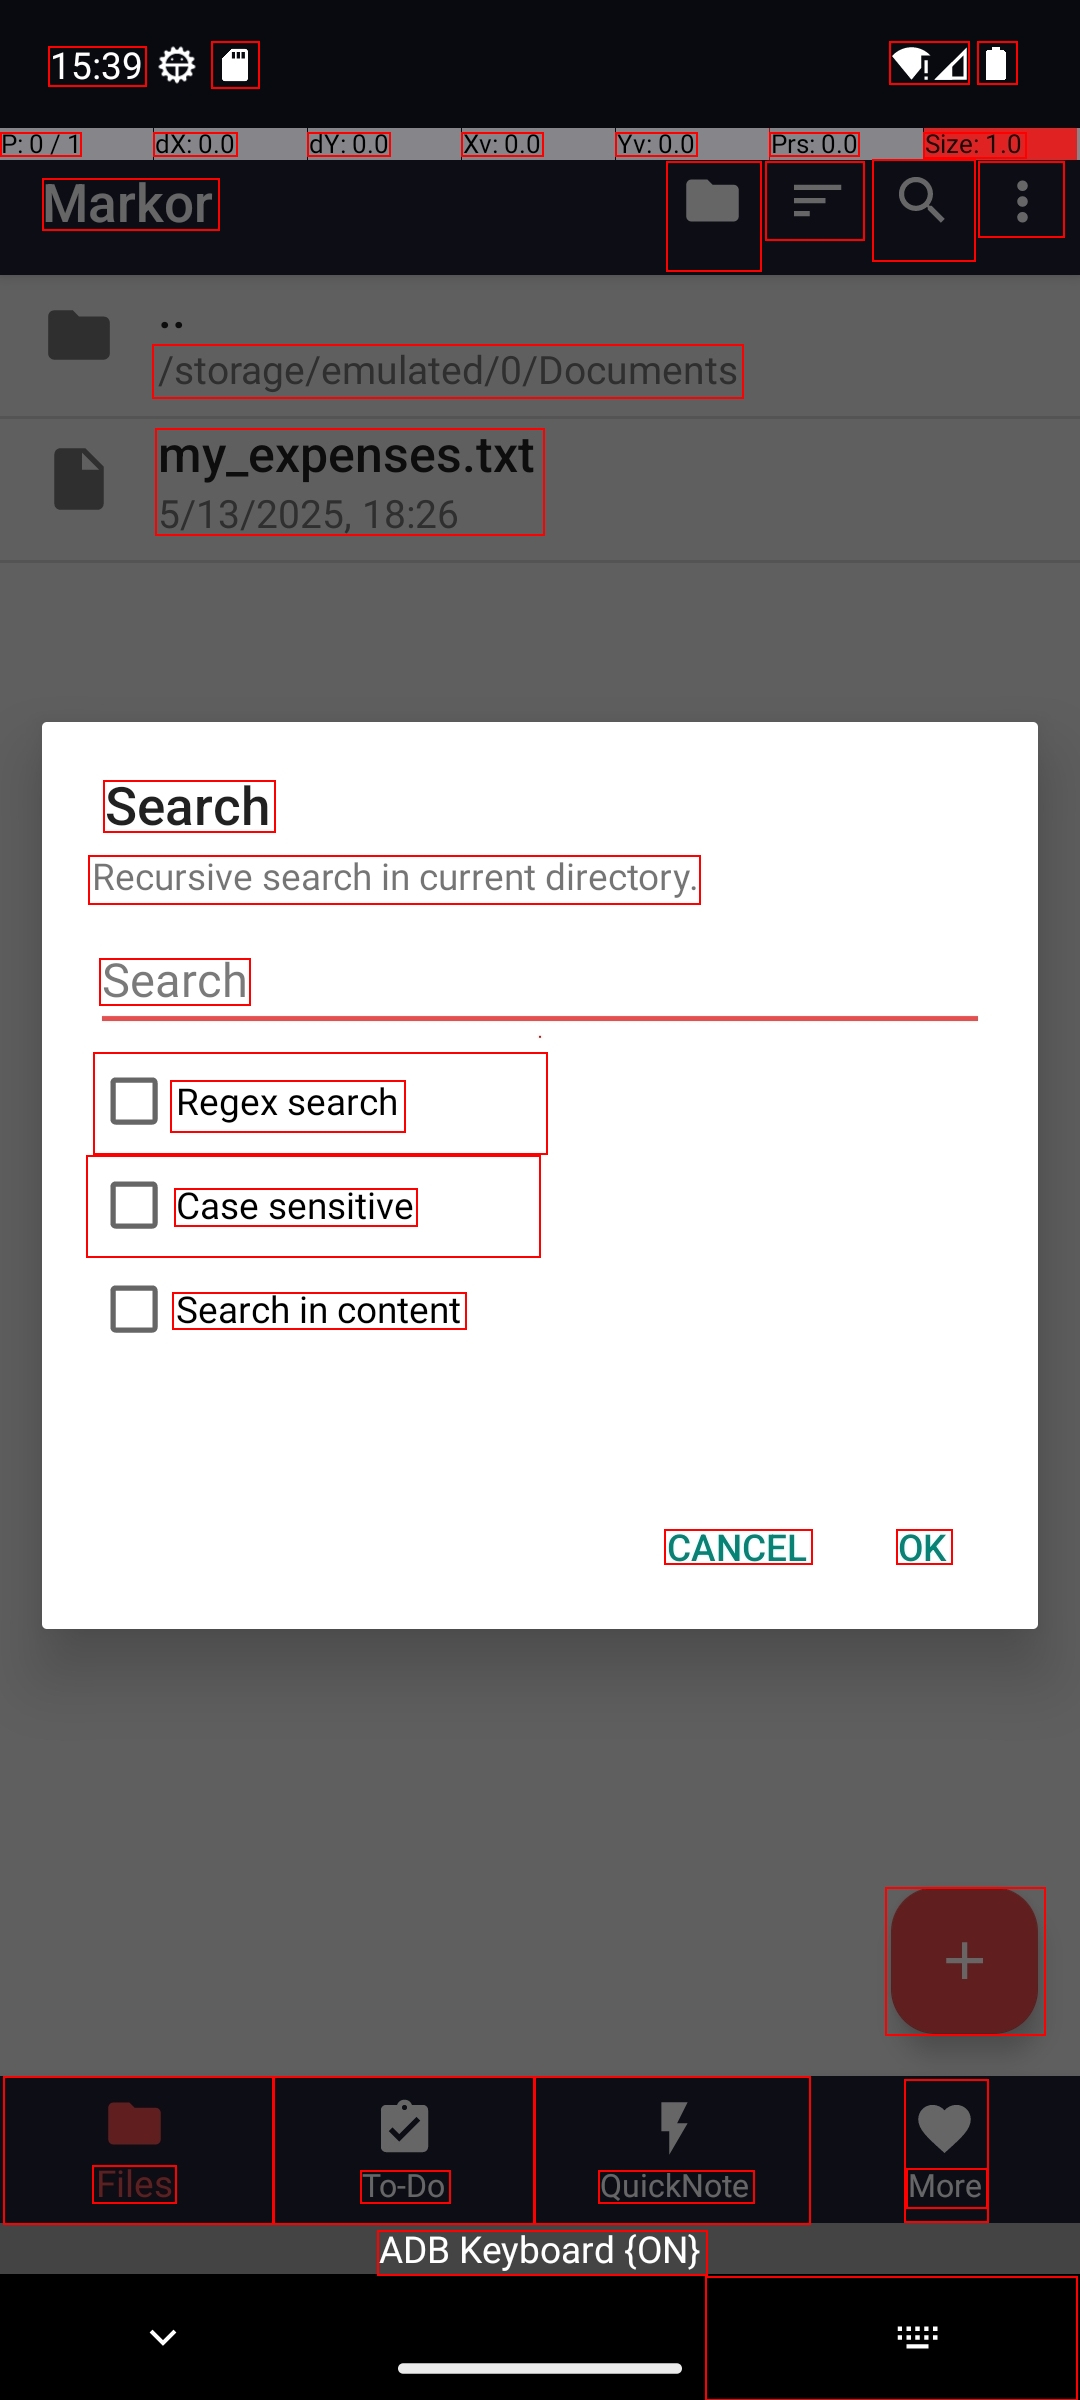 15:39
P: 0 / 1 dX: 0.0 dY: 0.0 Xv: 0.0 Yv: 0.0 Prs: 0.0 Size: 1.0
Markor
..
/storage/emulated/0/Documents
my_expenses.txt
5/13/2025, 18:26
Search
Recursive search in current directory.
Search
Regex search
Case sensitive
Search in content
CANCEL OK
Files To-Do QuickNote More
ADB Keyboard {ON}